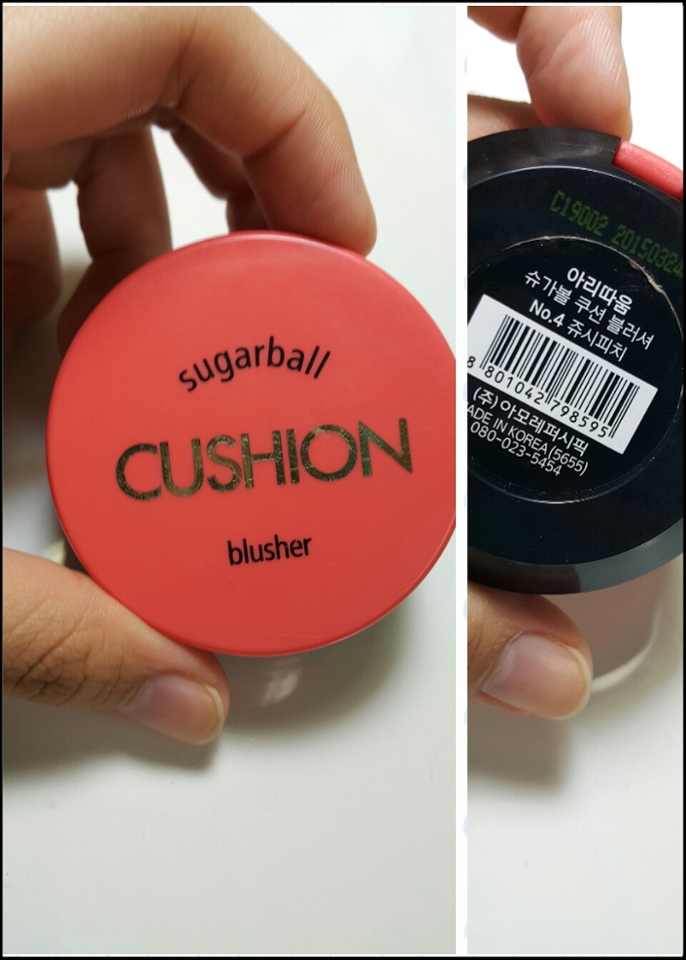 sugarball
CUSHION
blusher
C19002 20150324
아리따움
슈가볼 쿠션 블러셔
No.4 쥬시피치
8 801042 798595
(주)아모레퍼시픽
MADE IN KOREA(5655)
080-023-5454